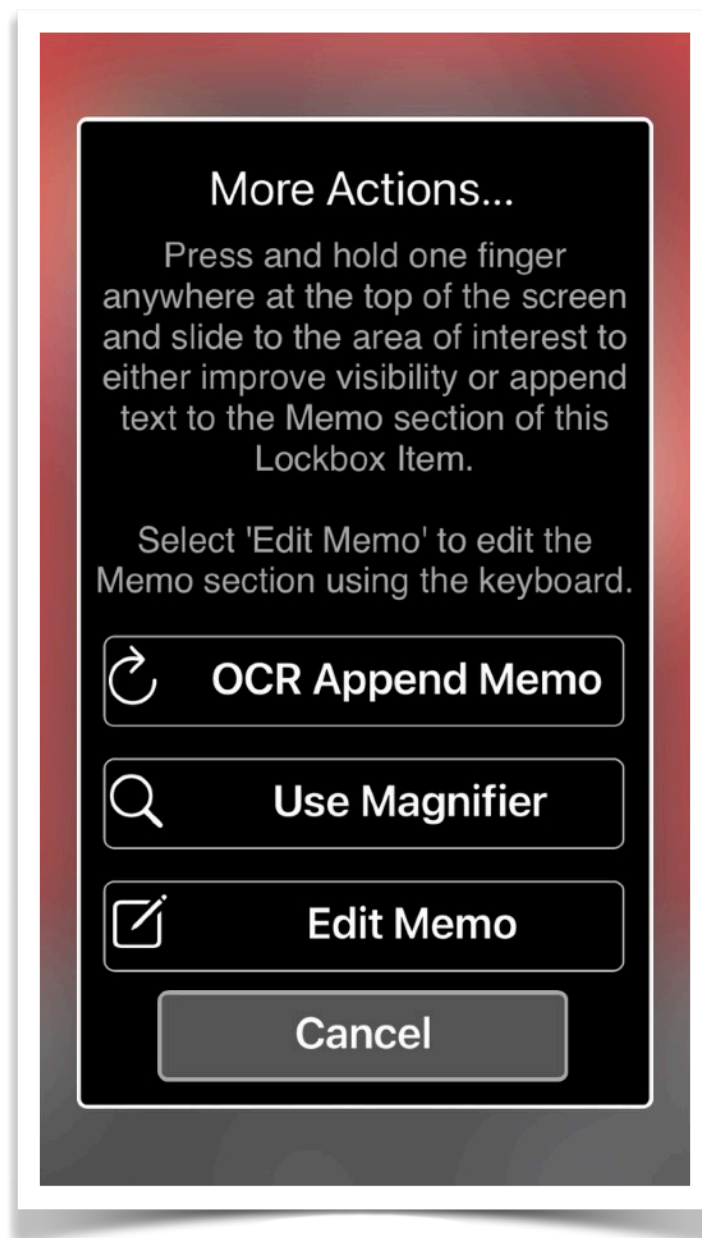 More Actions...
Press and hold one finger
anywhere at the top of the screen
and slide to the area of interest to
either improve visibility or append
text to the Memo section of this
Lockbox Item.
Select 'Edit Memo' to edit the
Memo section using the keyboard.
OCR Append Memo
Use Magnifier
Edit Memo
Cancel